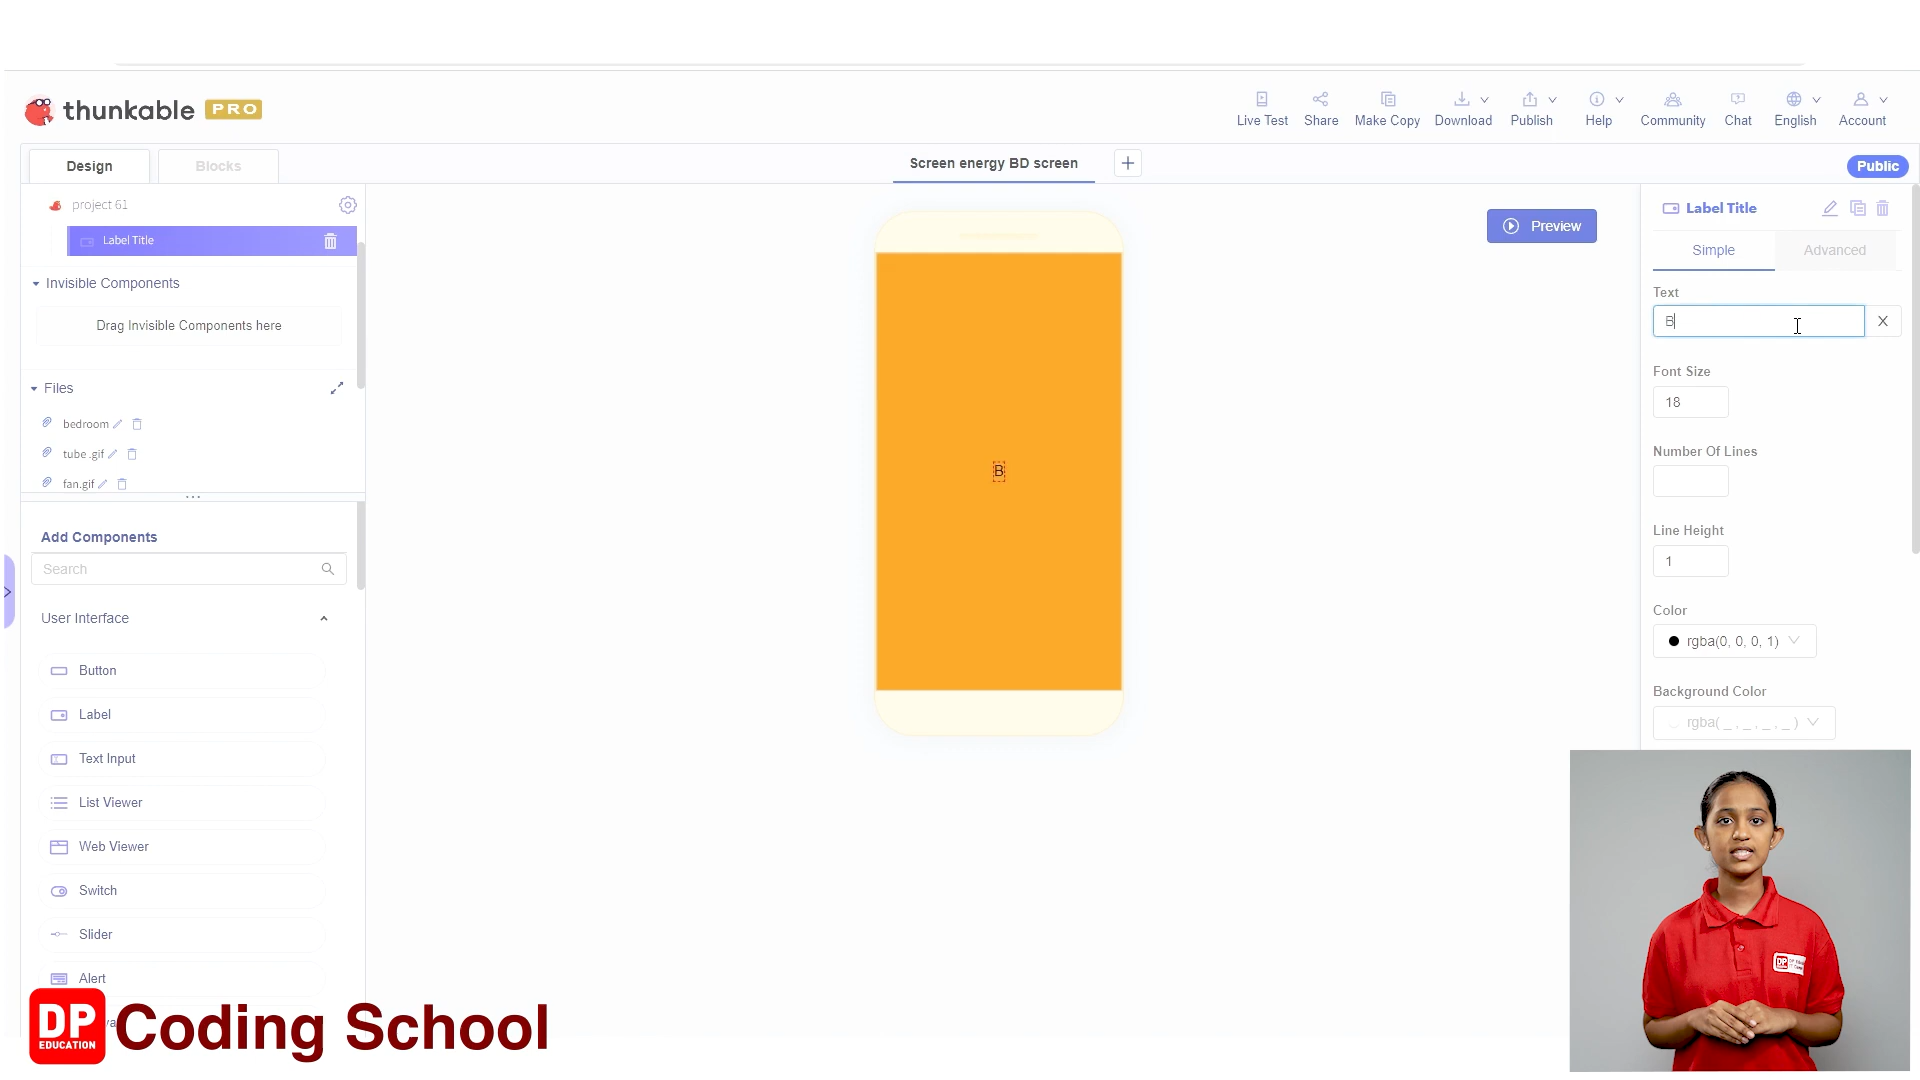 thunkable PRO
Live Test
Share
Make Copy
Download
Publish
Help
Community
Chat
English
Account
Design
Blocks
Screen energy BD screen
+
Public
project 61
Label Title
Invisible Components
Drag Invisible Components here
Files
bedroom
tube .gif
fan.gif
...
Add Components
Search
User Interface
Button
Label
Text Input
List Viewer
Web Viewer
Switch
Slider
Alert
B
Preview
Label Title
Simple
Advanced
Text
B
X
Font Size
18
Number Of Lines
Line Height
1
Color
rgba(0, 0, 0, 1)
Background Color
rgba( _ , _ , _ , _ )
DP
EDUCATION
Coding School
DP